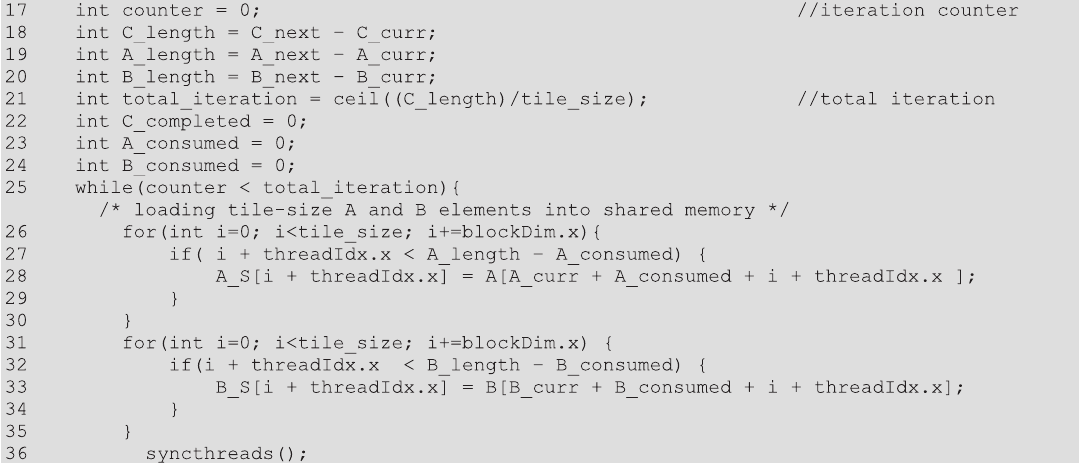 17 int counter = 0; //iteration counter
18 int C_length = C_next - C_curr;
19 int A_length = A_next - A_curr;
20 int B_length = B_next - B_curr;
21 int total_iteration = ceil((C_length)/tile_size); //total iteration
22 int C_completed = 0;
23 int A_consumed = 0;
24 int B_consumed = 0;
25 while(counter < total_iteration){
/* loading tile-size A and B elements into shared memory */
26 for(int i=0; i<tile_size; i+=blockDim.x){
27 if( i + threadIdx.x < A_length - A_consumed) {
28 A_S[i + threadIdx.x] = A[A_curr + A_consumed + i + threadIdx.x ];
29 }
30 }
31 for(int i=0; i<tile_size; i+=blockDim.x) {
32 if(i + threadIdx.x < B_length - B_consumed) {
33 B_S[i + threadIdx.x] = B[B_curr + B_consumed + i + threadIdx.x];
34 }
35 }
36 syncthreads();